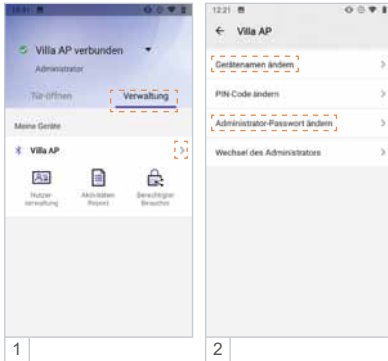 Villa AP verbunden
Administrator
Tür öffnen
Verwaltung
Meine Geräte
Villa AP
Nutzer-
verwaltung
Aktivitäten
Report
Berechtigter
Besucher
1
12:21
Villa AP
Gerätenamen ändern
PIN-Code ändern
Administrator-Passwort ändern
Wechsel des Administrators
2